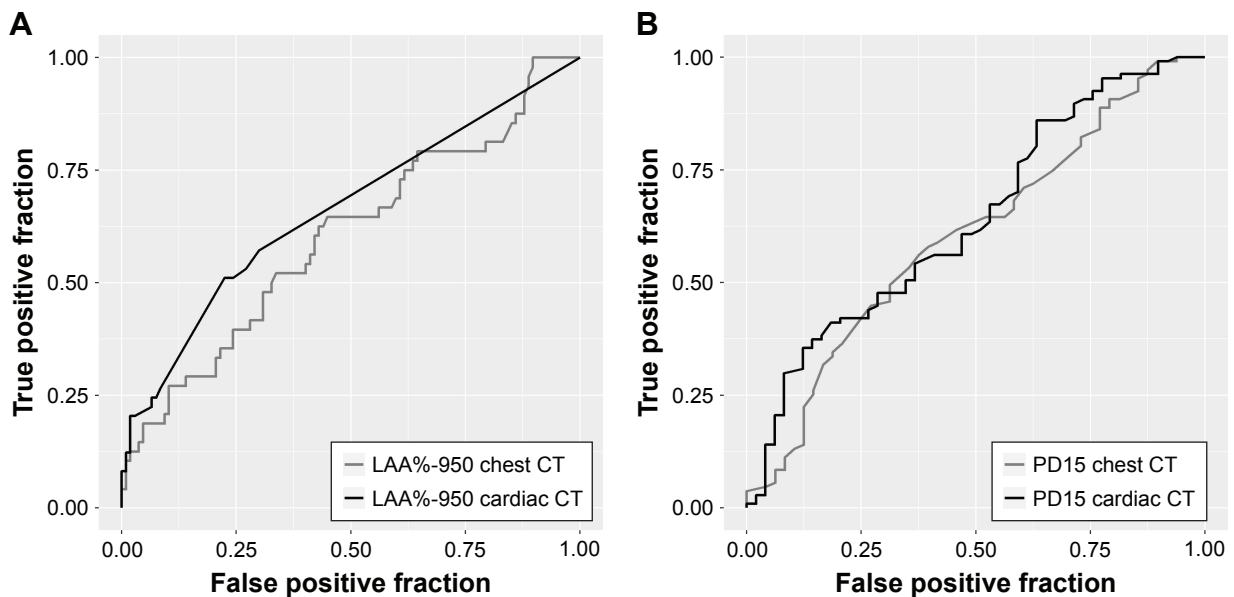 A
True positive fraction
1.00
0.75
0.50
0.25
0.00
LAA%-950 chest CT
LAA%-950 cardiac CT
0.00 0.25 0.50 0.75 1.00
False positive fraction
B
True positive fraction
1.00
0.75
0.50
0.25
0.00
PD15 chest CT
PD15 cardiac CT
0.00 0.25 0.50 0.75 1.00
False positive fraction